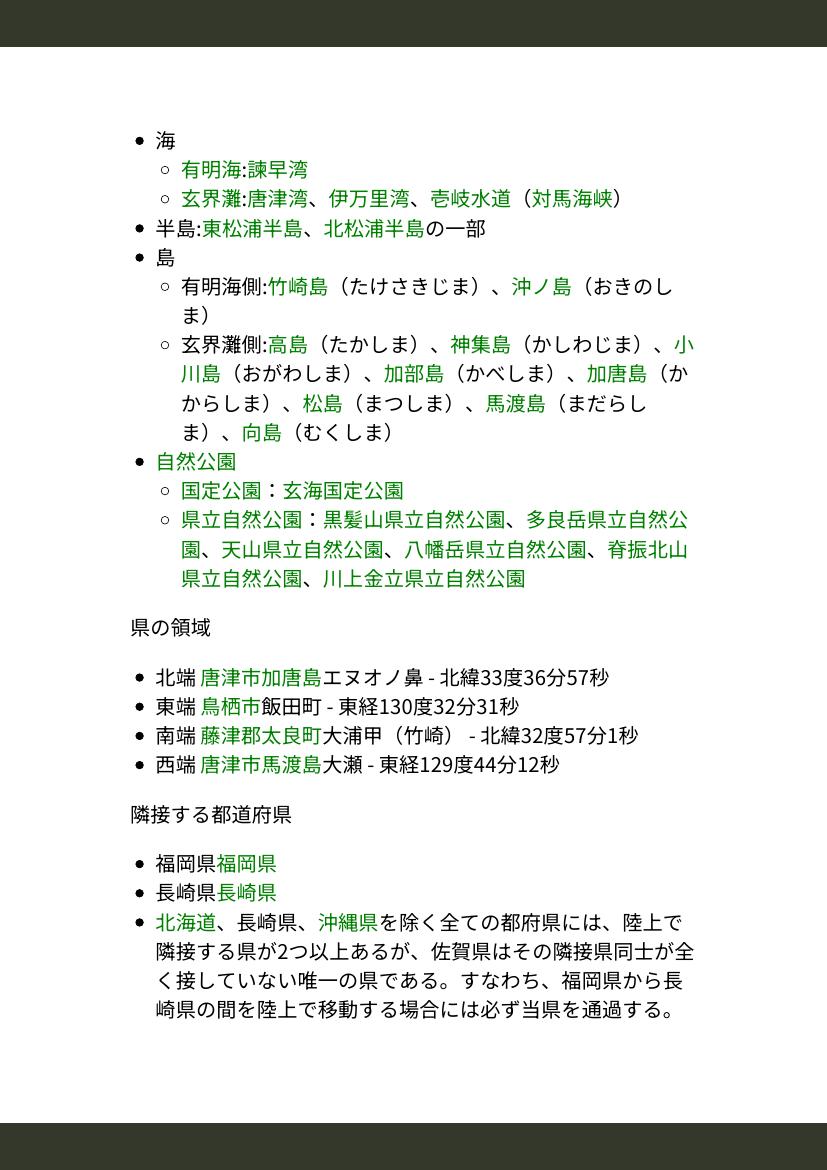 海
有明海:諫早湾
玄界灘:唐津湾、伊万里湾、壱岐水道（対馬海峡）
半島:東松浦半島、北松浦半島の一部
島
有明海側:竹崎島（たけさきじま）、沖ノ島（おきのし
ま）
玄界灘側:高島（たかしま）、神集島（かしわじま）、小
川島（おがわしま）、加部島（かべしま）、加唐島（か
からしま）、松島（まつしま）、馬渡島（まだらし
ま）、向島（むくしま）
自然公園
国定公園：玄海国定公園
県立自然公園：黒髪山県立自然公園、多良岳県立自然公
園、天山県立自然公園、八幡岳県立自然公園、脊振北山
県立自然公園、川上金立県立自然公園
県の領域
北端 唐津市加唐島エヌオノ鼻 - 北緯33度36分57秒
東端 鳥栖市飯田町 - 東経130度32分31秒
南端 藤津郡太良町大浦甲（竹崎） - 北緯32度57分1秒
西端 唐津市馬渡島大瀬 - 東経129度44分12秒
隣接する都道府県
福岡県福岡県
長崎県長崎県
北海道、長崎県、沖縄県を除く全ての都府県には、陸上で
隣接する県が2つ以上あるが、佐賀県はその隣接県同士が全
く接していない唯一の県である。すなわち、福岡県から長
崎県の間を陸上で移動する場合には必ず当県を通過する。